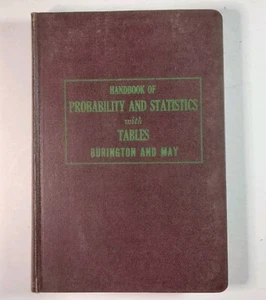 HANDBOOK OF
PROBABILITY AND STATISTICS
with
TABLES
BURINGTON AND MAY